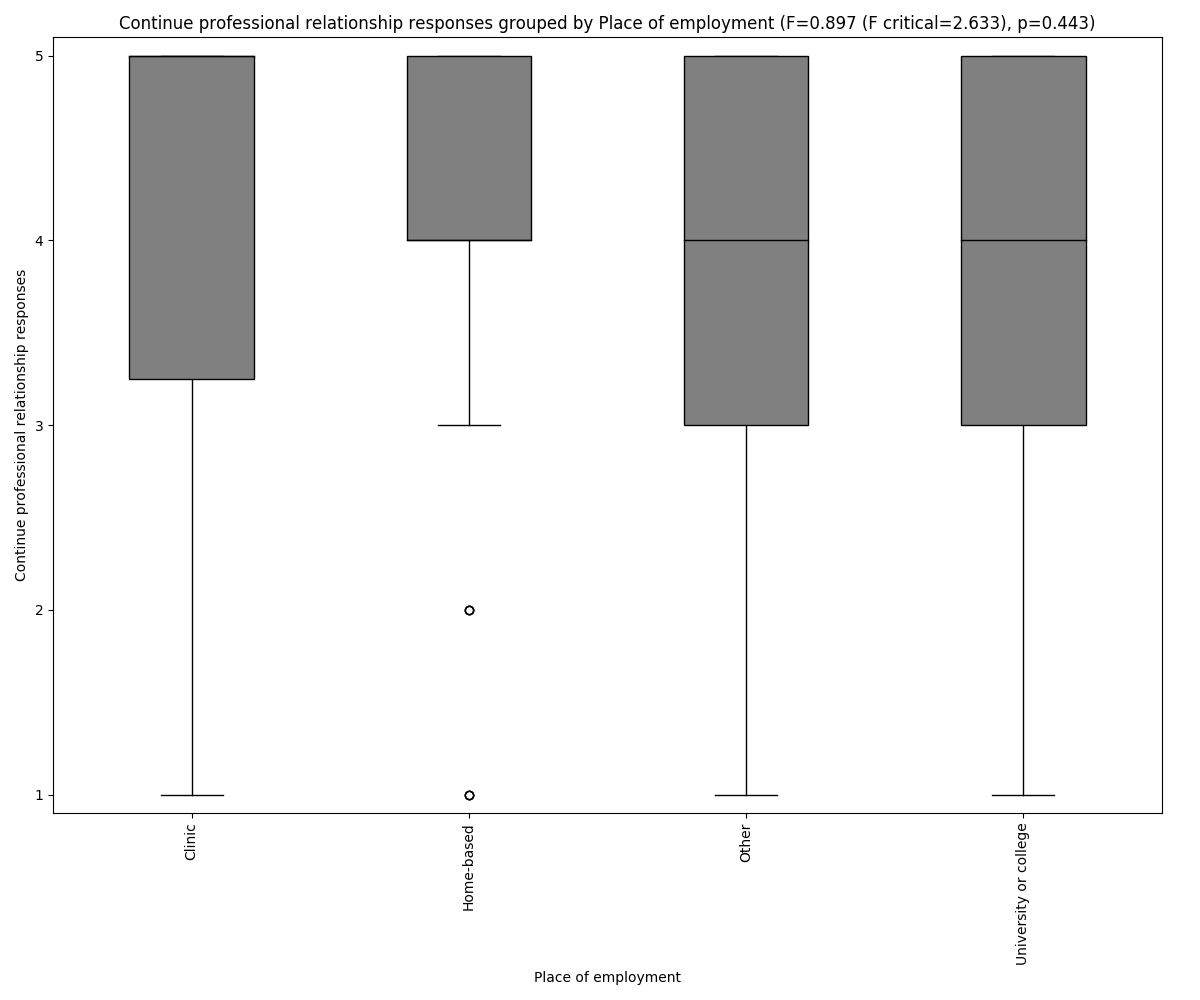 Continue professional relationship responses grouped by Place of employment (F=0.897 (F critical=2.633), p=0.443)
Continue professional relationship responses
5
4
3
2
1
Clinic
Home-based
Other
University or college
Place of employment